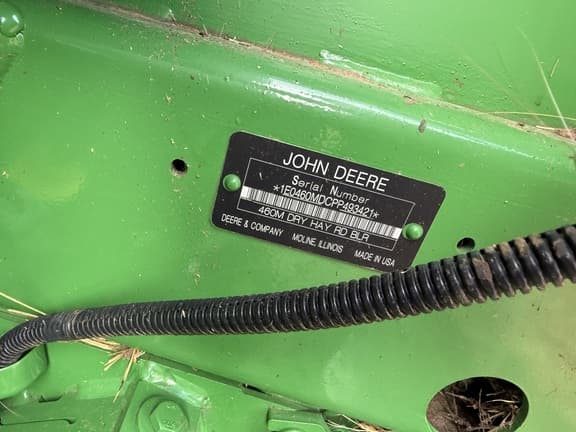 JOHN DEERE
Serial Number
*1E0460MDCPP493421*
460M DRY HAY RD BLR
DEERE & COMPANY MOLINE, ILLINOIS MADE IN USA